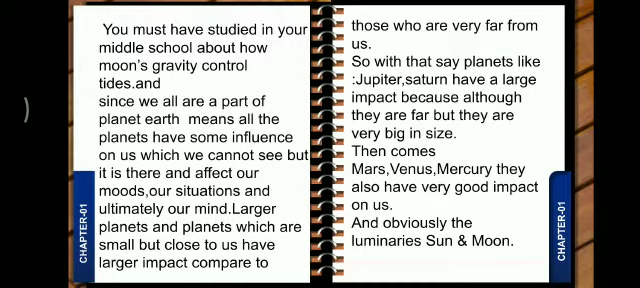 You must have studied in your
middle school about how
moon's gravity control
tides.and
since we all are a part of
planet earth means all the
planets have some influence
on us which we cannot see but
it is there and affect our
moods,our situations and
ultimately our mind.Larger
planets and planets which are
small but close to us have
larger impact compare to
CHAPTER-01
those who are very far from
us.
So with that say planets like
:Jupiter,saturn have a large
impact because although
they are far but they are
very big in size.
Then comes
Mars,Venus,Mercury they
also have very good impact
on us.
And obviously the
luminaries Sun & Moon.
CHAPTER-01